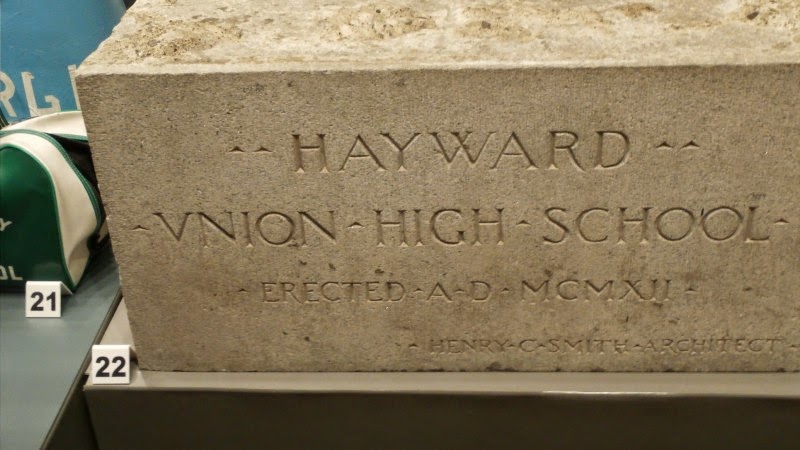 HAYWARD
VNION HIGH SCHOOL
ERECTED A D MCMXII
HENRY C SMITH ARCHITECT
21
22